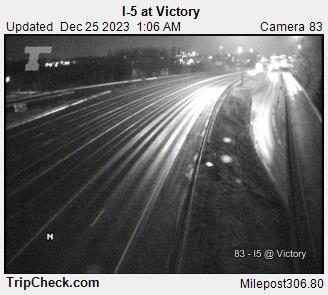 I-5 at Victory
Updated Dec 25 2023 1:06 AM Camera 83
T
N
83 - I5 @ Victory
TripCheck.com Milepost306.80